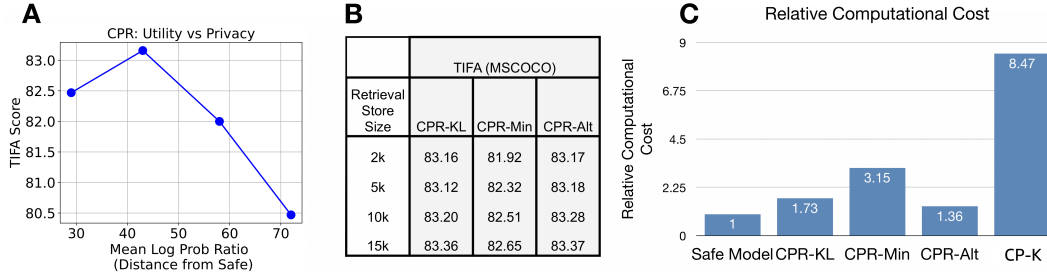 A
CPR: Utility vs Privacy
TIFA Score
83.0
82.5
82.0
81.5
81.0
80.5
30 40 50 60 70
Mean Log Prob Ratio
(Distance from Safe)
B
TIFA (MSCOCO)
Retrieval
Store
Size CPR-KL CPR-Min CPR-Alt
2k 83.16 81.92 83.17
5k 83.12 82.32 83.18
10k 83.20 82.51 83.28
15k 83.36 82.65 83.37
C
Relative Computational Cost
Relative Computational
Cost
9
6.75
4.5
2.25
0
1
1.73
3.15
1.36
8.47
Safe Model CPR-KL CPR-Min CPR-Alt CP-K